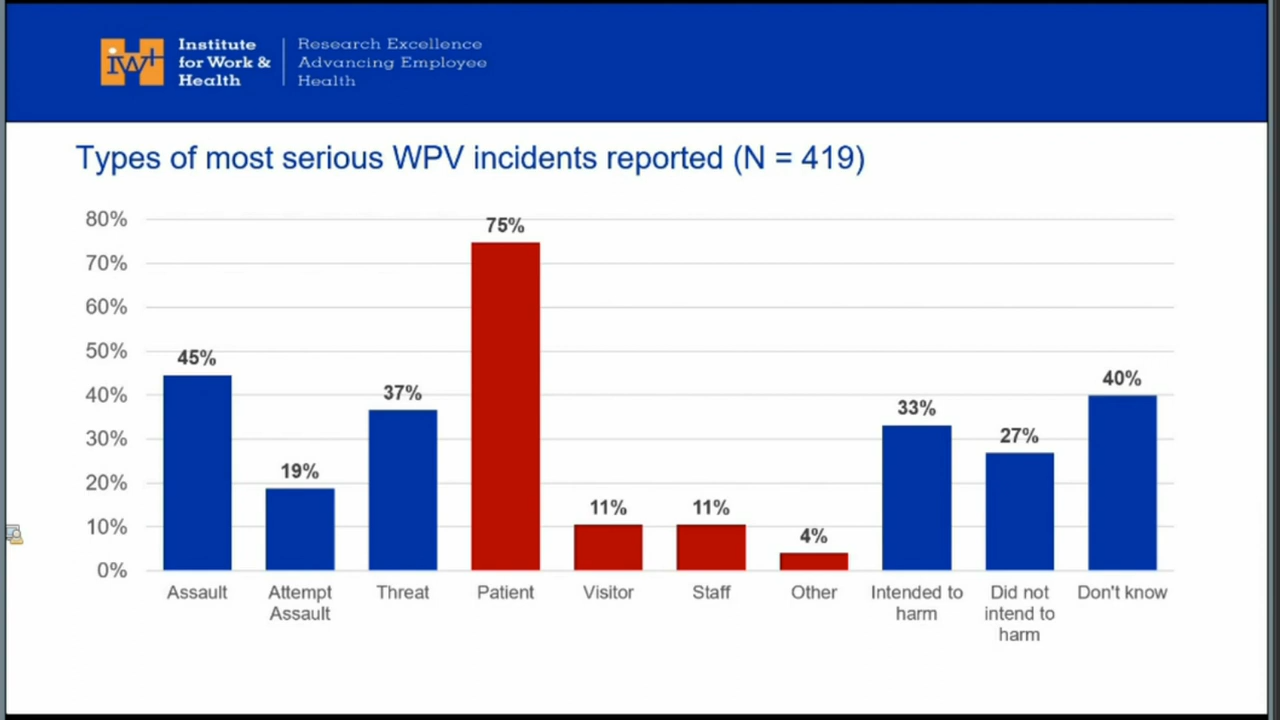 iw+
Institute
for Work &
Health
Research Excellence
Advancing Employee
Health
Types of most serious WPV incidents reported (N = 419)
80%
70%
60%
50%
40%
30%
20%
10%
0%
45%
19%
37%
75%
11%
11%
4%
33%
27%
40%
Assault
Attempt
Assault
Threat
Patient
Visitor
Staff
Other
Intended to
harm
Did not
intend to
harm
Don't know